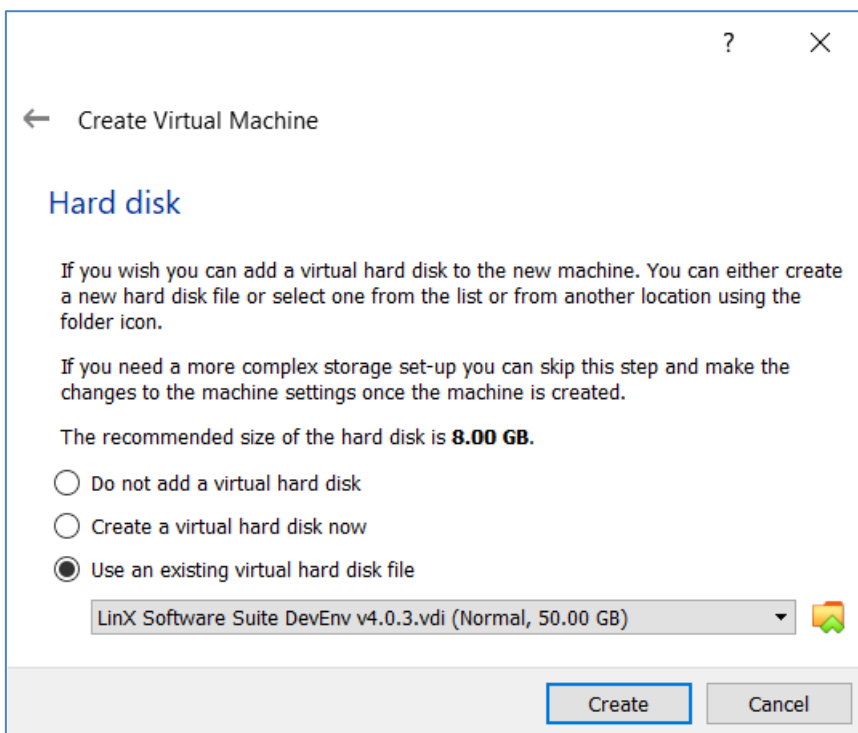 ?
Create Virtual Machine
Hard disk
If you wish you can add a virtual hard disk to the new machine. You can either create
a new hard disk file or select one from the list or from another location using the
folder icon.
If you need a more complex storage set-up you can skip this step and make the
changes to the machine settings once the machine is created.
The recommended size of the hard disk is 8.00 GB.
Do not add a virtual hard disk
Create a virtual hard disk now
Use an existing virtual hard disk file
LinX Software Suite DevEnv v4.0.3.vdi (Normal, 50.00 GB)
Create Cancel